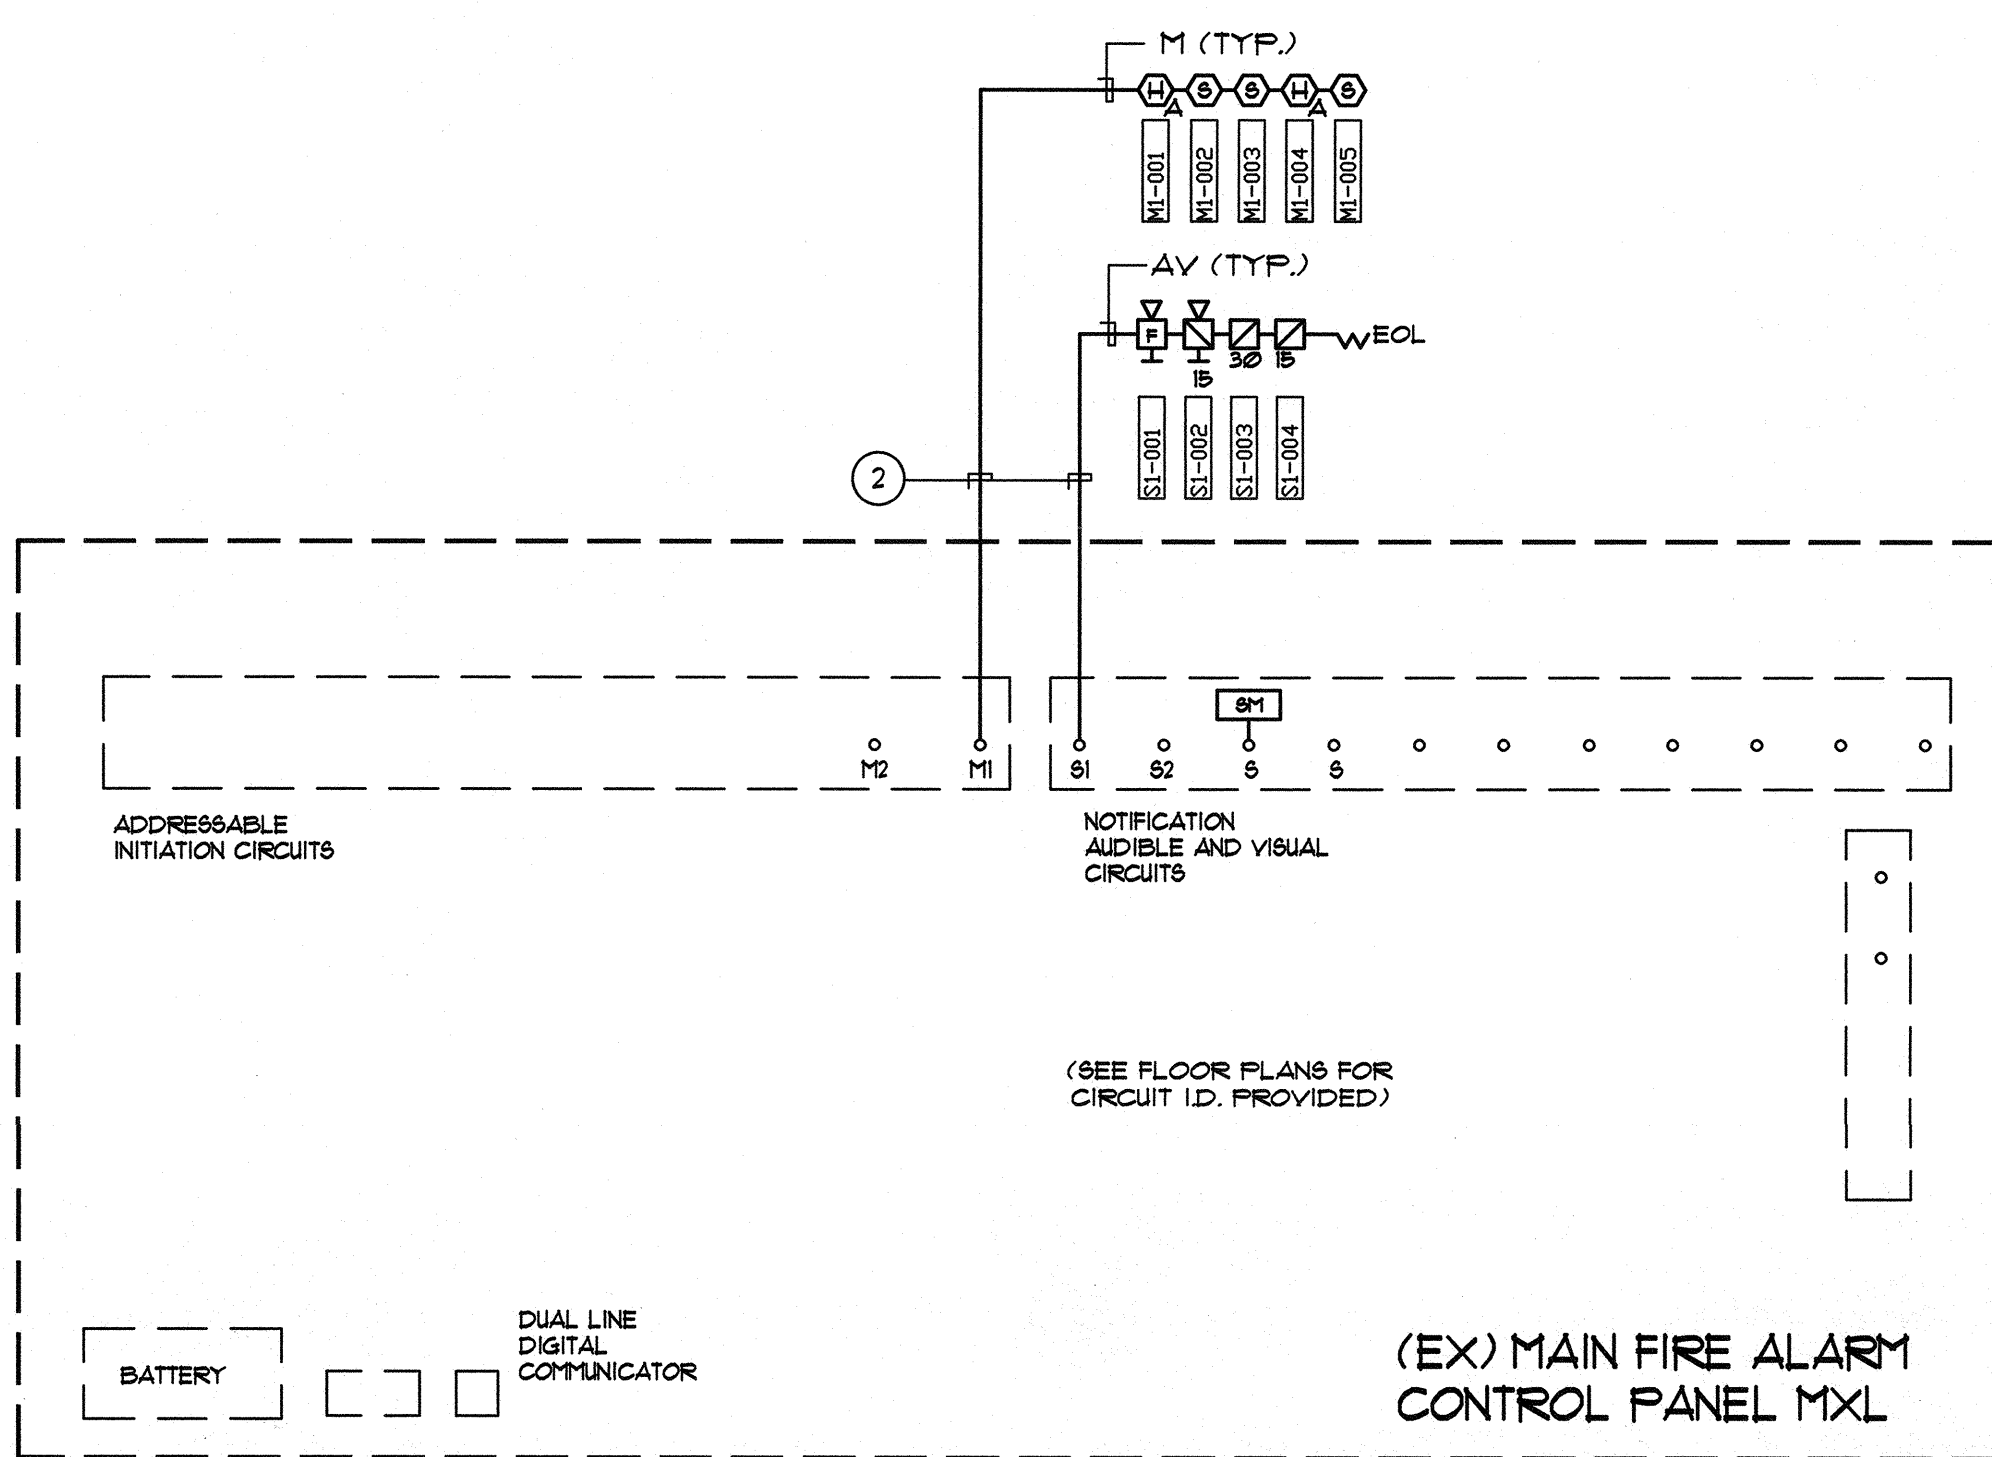 M (TYP.)
H S S H S
A A
M1-001 M1-002 M1-003 M1-004 M1-005
AV (TYP.)
F EOL
15 30 15
S1-001 S1-002 S1-003 S1-004
2
SM
M2 M1 S1 S2 S S
ADDRESSABLE
INITIATION CIRCUITS
NOTIFICATION
AUDIBLE AND VISUAL
CIRCUITS
(SEE FLOOR PLANS FOR
CIRCUIT I.D. PROVIDED)
BATTERY
DUAL LINE
DIGITAL
COMMUNICATOR
(EX) MAIN FIRE ALARM
CONTROL PANEL MXL